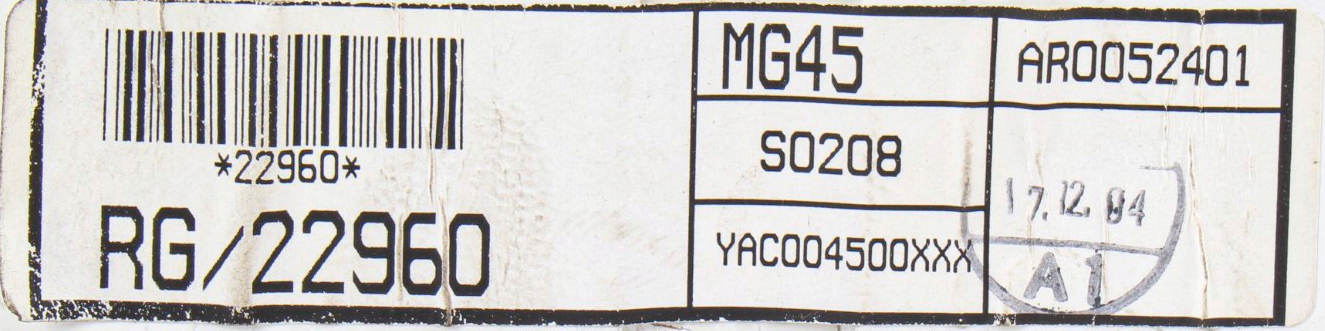 *22960*
RG/22960
MG45
S0208
YAC004500XXX
AR0052401
17.12.04
A1